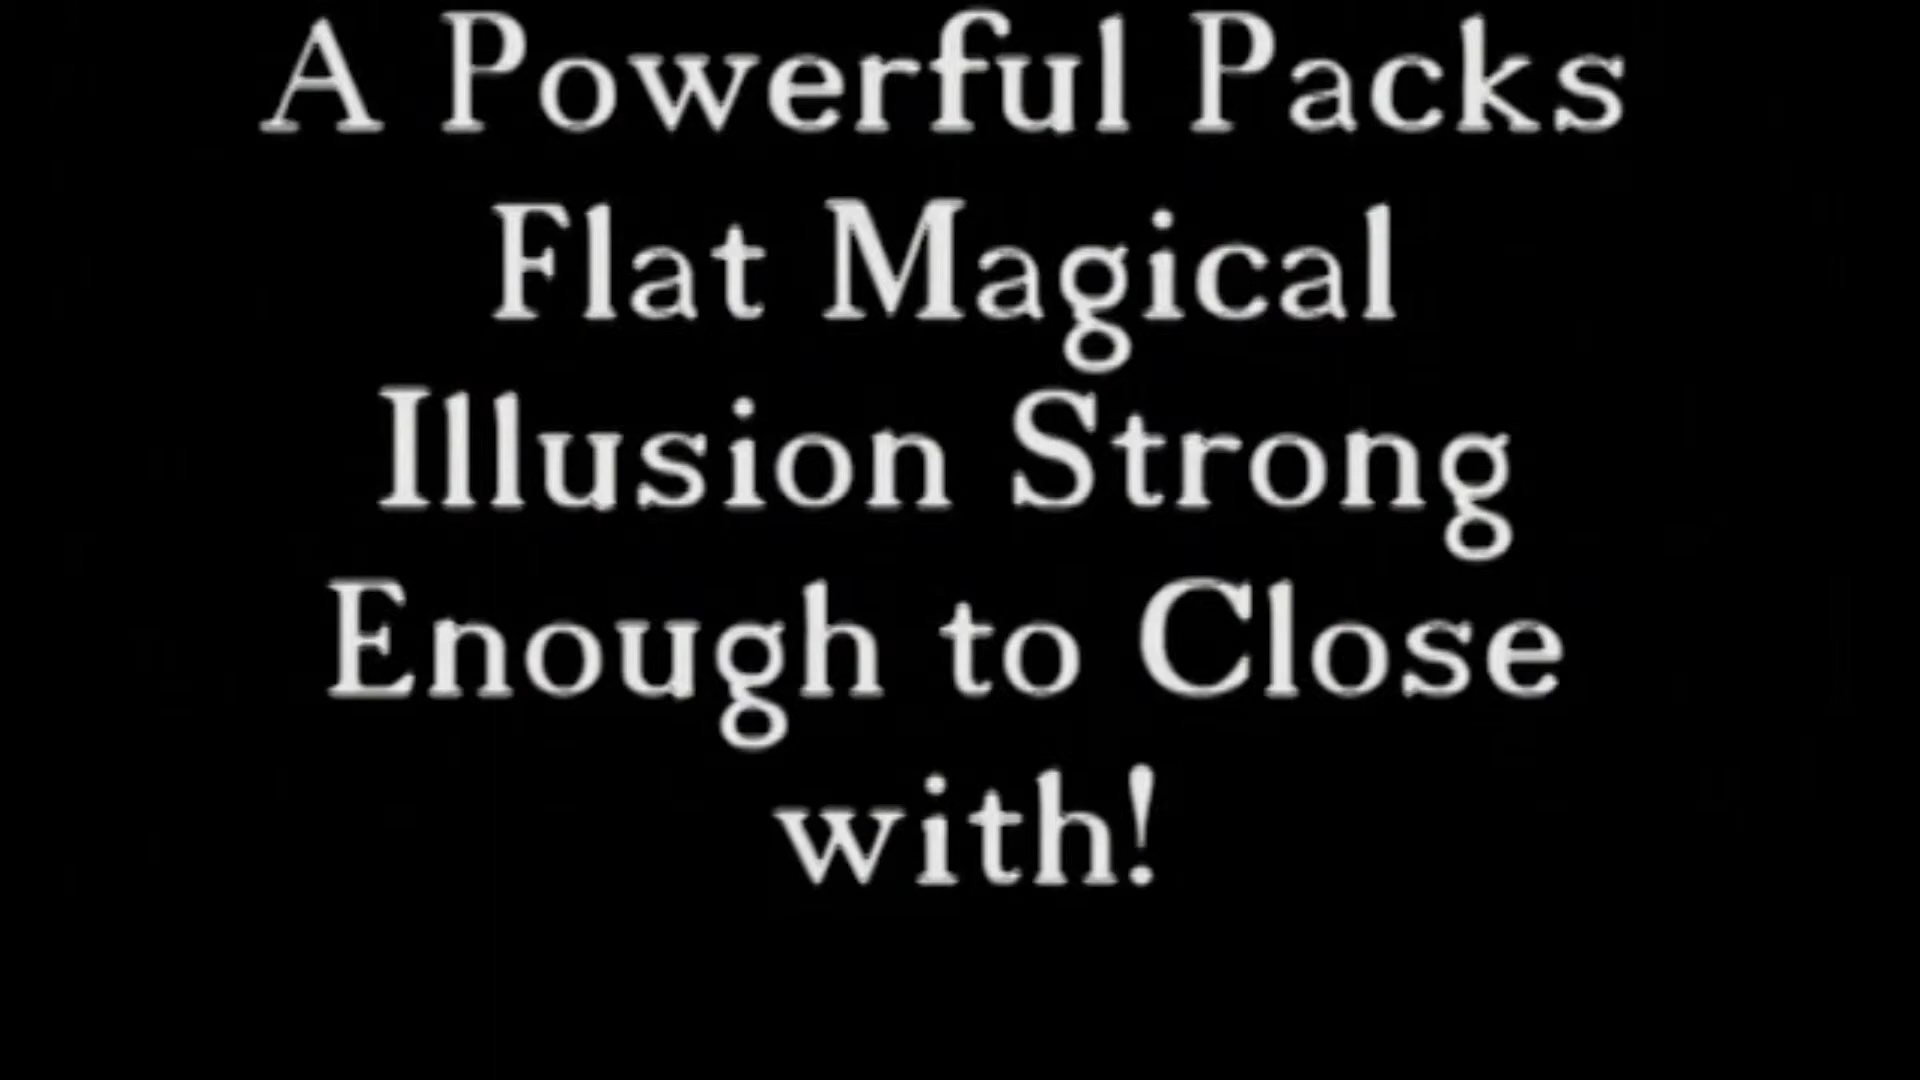 A Powerful Packs
Flat Magical
Illusion Strong
Enough to Close
with!